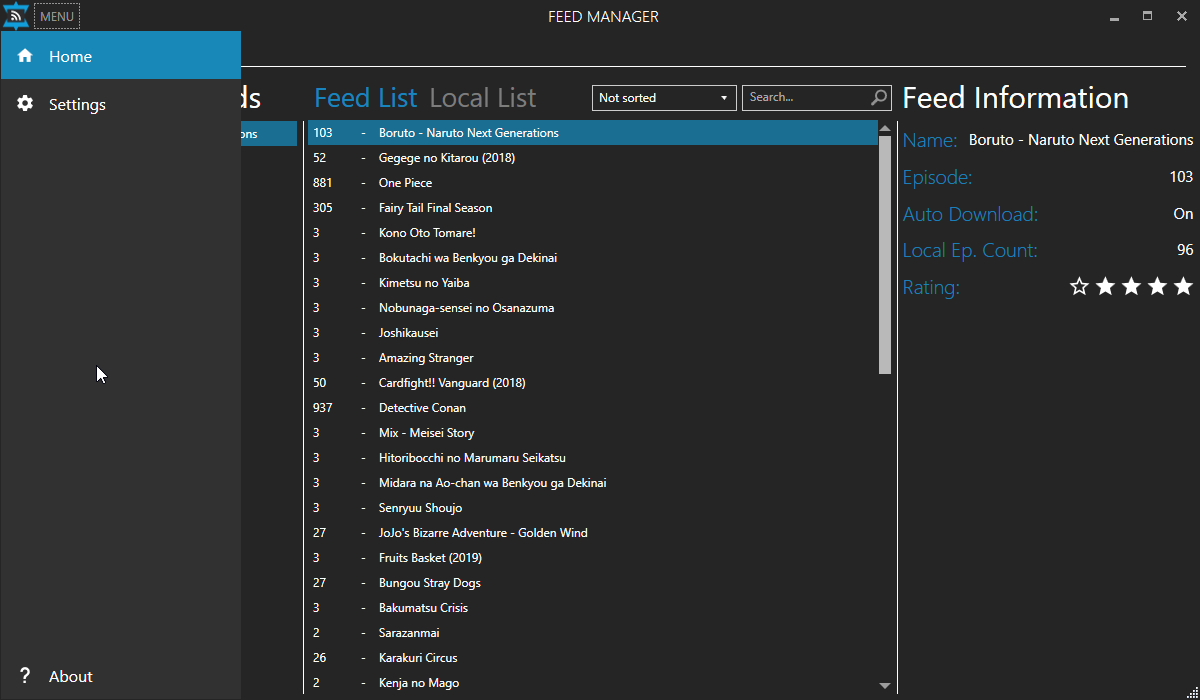 MENU
FEED MANAGER
Home
Settings
? About
ds
ons
Feed List Local List
Not sorted
Search...
103 - Boruto - Naruto Next Generations
52 - Gegege no Kitarou (2018)
881 - One Piece
305 - Fairy Tail Final Season
3 - Kono Oto Tomare!
3 - Bokutachi wa Benkyou ga Dekinai
3 - Kimetsu no Yaiba
3 - Nobunaga-sensei no Osanazuma
3 - Joshikausei
3 - Amazing Stranger
50 - Cardfight!! Vanguard (2018)
937 - Detective Conan
3 - Mix - Meisei Story
3 - Hitoribocchi no Marumaru Seikatsu
3 - Midara na Ao-chan wa Benkyou ga Dekinai
3 - Senryuu Shoujo
27 - JoJo's Bizarre Adventure - Golden Wind
3 - Fruits Basket (2019)
27 - Bungou Stray Dogs
3 - Bakumatsu Crisis
2 - Sarazanmai
26 - Karakuri Circus
2 - Kenja no Mago
Feed Information
Name: Boruto - Naruto Next Generations
Episode: 103
Auto Download: On
Local Ep. Count: 96
Rating: